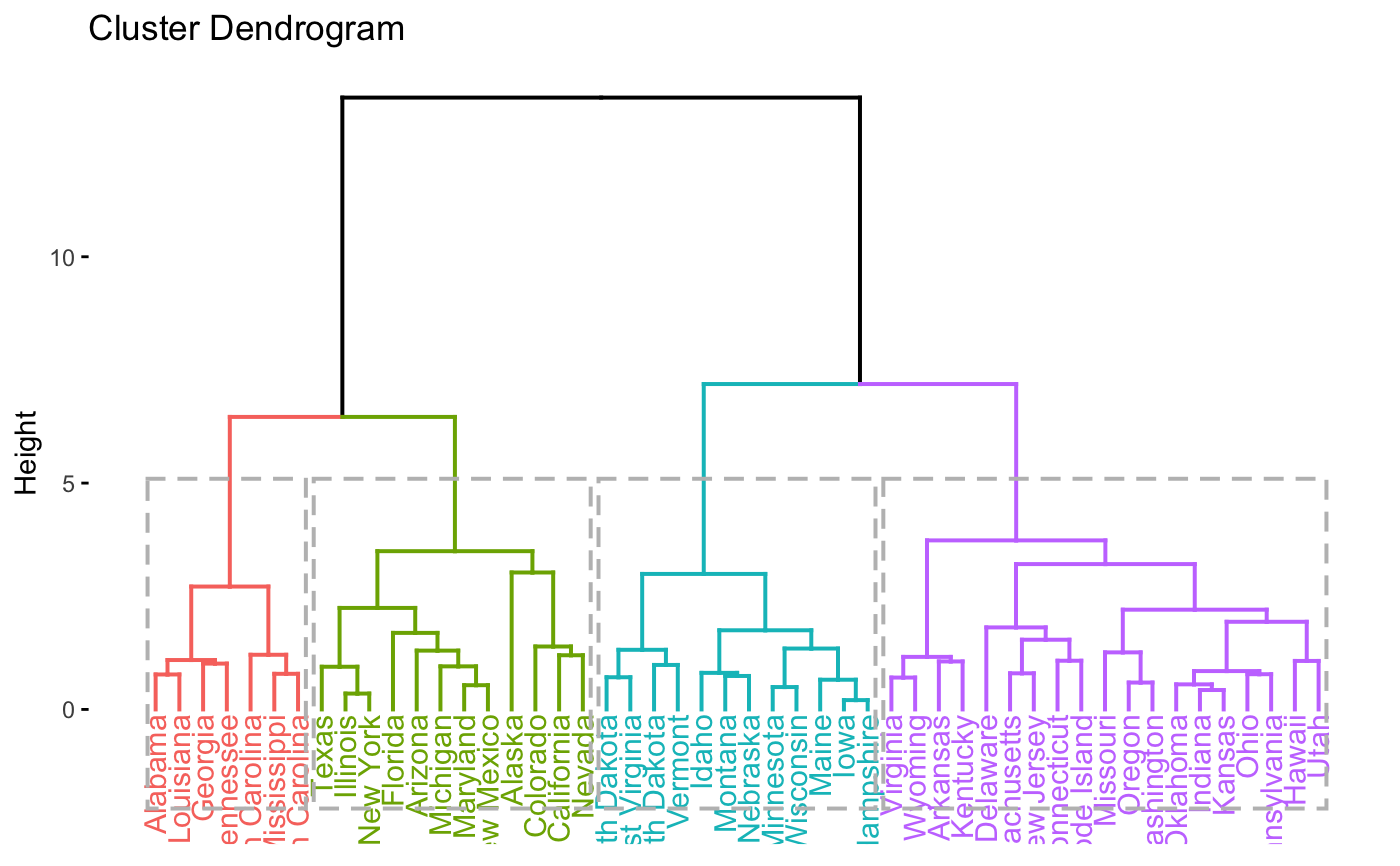 Cluster Dendrogram
Height
10
5
0
Alabama
Louisiana
Georgia
ennessee
Carolina
Mississippi
Carolina
Texas
Illinois
New York
Florida
Arizona
Michigan
Maryland
ew Mexico
Alaska
Colorado
California
Nevada
th Dakota
st Virginia
th Dakota
Vermont
Idaho
Montana
Nebraska
Minnesota
Wisconsin
Maine
Iowa
ampshire
Virginia
Wyoming
Arkansas
Kentucky
Delaware
achusetts
ew Jersey
onnecticut
ode Island
Missouri
Oregon
ashington
Oklahoma
Indiana
Kansas
Ohio
nsylvania
Hawaii
Utah